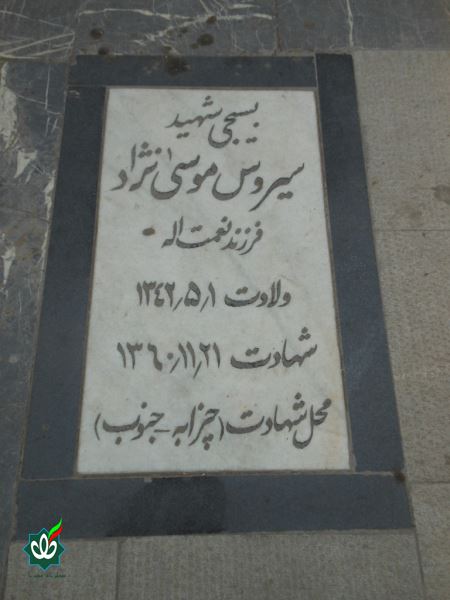 بسیجی شهید
سیروس موسی نژاد
فرزند نعمت اله
ولادت ۱۳۴۲٫۵٫۱
شهادت ۱۳۶۰٫۱۱٫۲۱
محل شهادت (چزابه - جنوب)